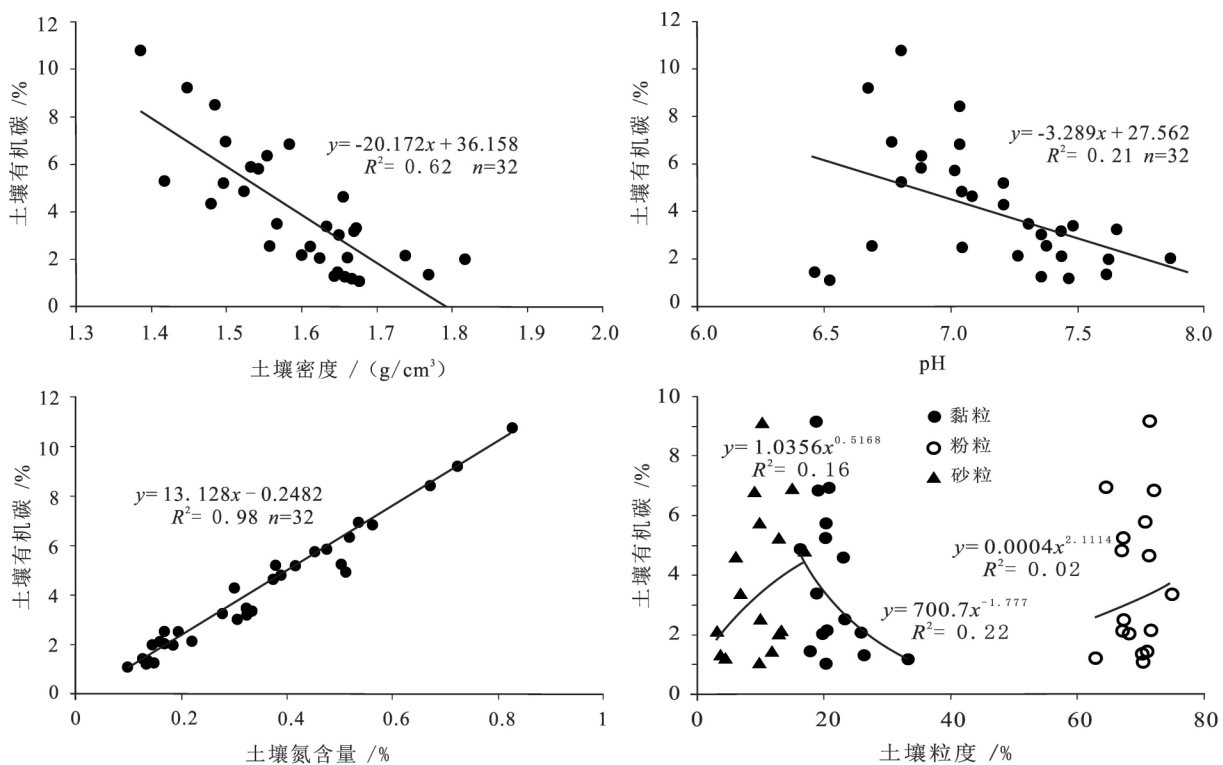 12
10
8
6
4
2
0
土壤有机碳 /%
y= -20.172x + 36.158
R²= 0.62 n=32
1.3 1.4 1.5 1.6 1.7 1.8 1.9 2.0
土壤密度 /（g/cm³）
12
10
8
6
4
2
0
土壤有机碳 /%
y= -3.289x + 27.562
R²= 0.21 n=32
6.0 6.5 7.0 7.5 8.0
pH
12
10
8
6
4
2
0
土壤有机碳 /%
y= 13.128x - 0.2482
R²= 0.98 n=32
0 0.2 0.4 0.6 0.8 1
土壤氮含量 /%
10
8
6
4
2
0
土壤有机碳 /%
黏粒
粉粒
砂粒
y= 1.0356x^0.5168
R²= 0.16
y= 0.0004x^2.1114
R²= 0.02
y= 700.7x^-1.777
R²= 0.22
0 20 40 60 80
土壤粒度 /%